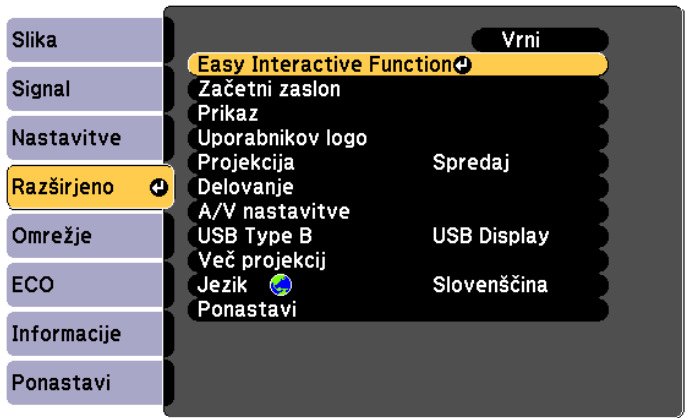 Slika
Signal
Nastavitve
Razširjeno
Omrežje
ECO
Informacije
Ponastavi
Vrni
Easy Interactive Function
Začetni zaslon
Prikaz
Uporabnikov logo
Projekcija Spredaj
Delovanje
A/V nastavitve
USB Type B USB Display
Več projekcij
Jezik Slovenščina
Ponastavi